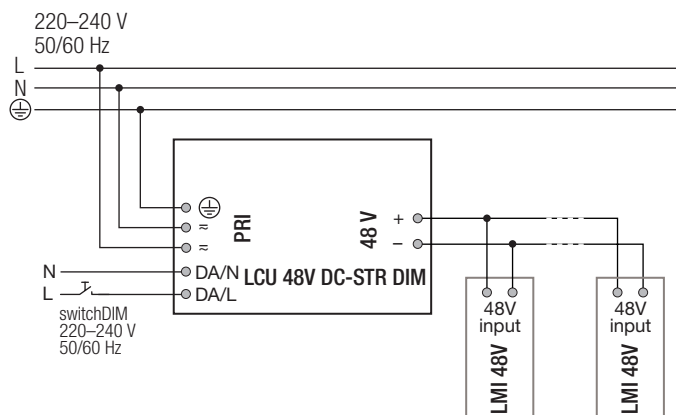 220–240 V
50/60 Hz
L
N
PRI
≂
≂
48 V
+
−
N
DA/N
LCU 48V DC-STR DIM
L
DA/L
switchDIM
220–240 V
50/60 Hz
48V
input
LMI 48V
48V
input
LMI 48V